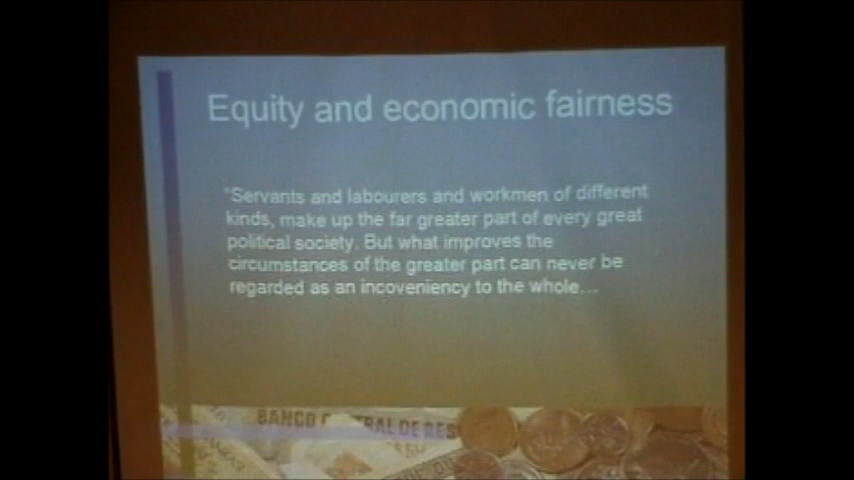 Equity and economic fairness
"Servants and labourers and workmen of different
kinds, make up the far greater part of every great
political society. But what improves the
circumstances of the greater part can never be
regarded as an incoveniency to the whole...
BANCO C RAL DE RES